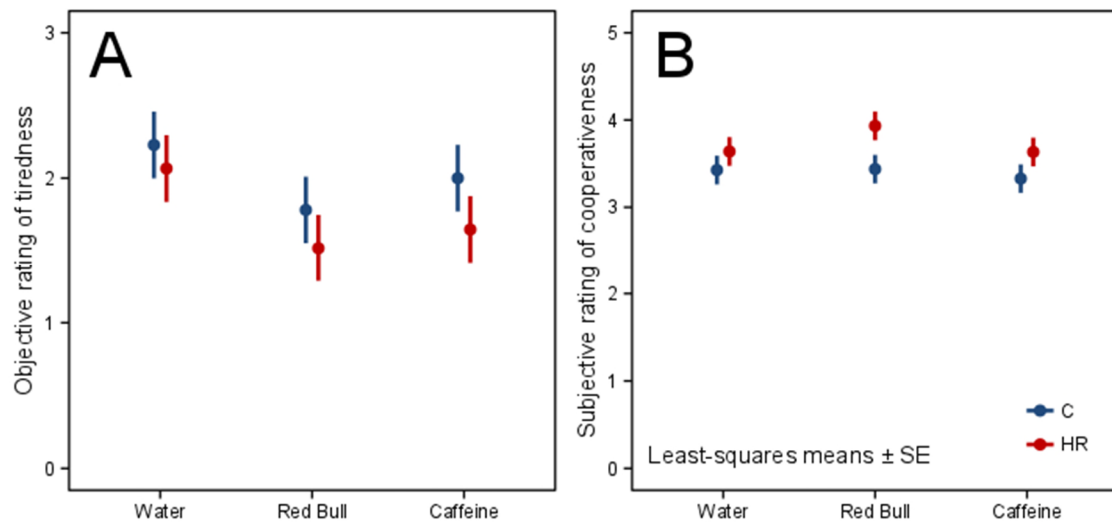 A
Objective rating of tiredness
3
2
1
0
Water Red Bull Caffeine
B
Subjective rating of cooperativeness
5
4
3
2
1
0
C
HR
Least-squares means ± SE
Water Red Bull Caffeine